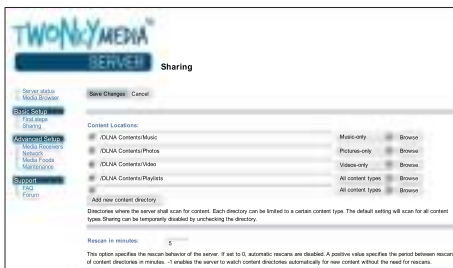 TWONKYMEDIA
SERVER
Sharing
Server status
Media Browser
Basic Setup
First steps
Sharing
Advanced Setup
Media Receivers
Network
Media Feeds
Maintenance
Support
FAQ
Forum
Save Changes Cancel
Content Locations:
/DLNA Contents/Music Music-only Browse
/DLNA Contents/Photos Pictures-only Browse
/DLNA Contents/Video Videos-only Browse
/DLNA Contents/Playlists All content types Browse
All content types Browse
Add new content directory
Directories where the server shall scan for content. Each directory can be limited to a certain content type. The default setting will scan for all content
types. Sharing can be temporarily disabled by unchecking the directory.
Rescan in minutes: 5
This option specifies the rescan behavior of the server. If set to 0, automatic rescans are disabled. A positive value specifies the period between rescan
of content directories in minutes. -1 enables the server to watch content directories automatically for new content without the need for rescans.